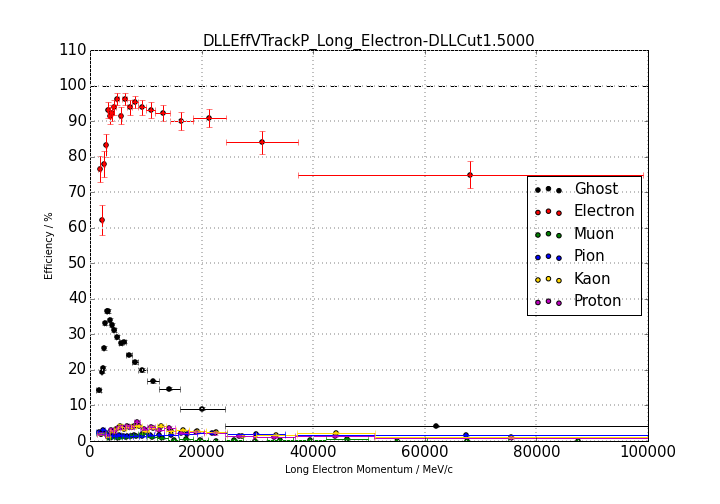 DLLEffVTrackP_Long_Electron-DLLCut1.5000
110
100
90
80
70
60
50
40
30
20
10
0
Efficiency / %
Ghost
Electron
Muon
Pion
Kaon
Proton
0 20000 40000 60000 80000 100000
Long Electron Momentum / MeV/c